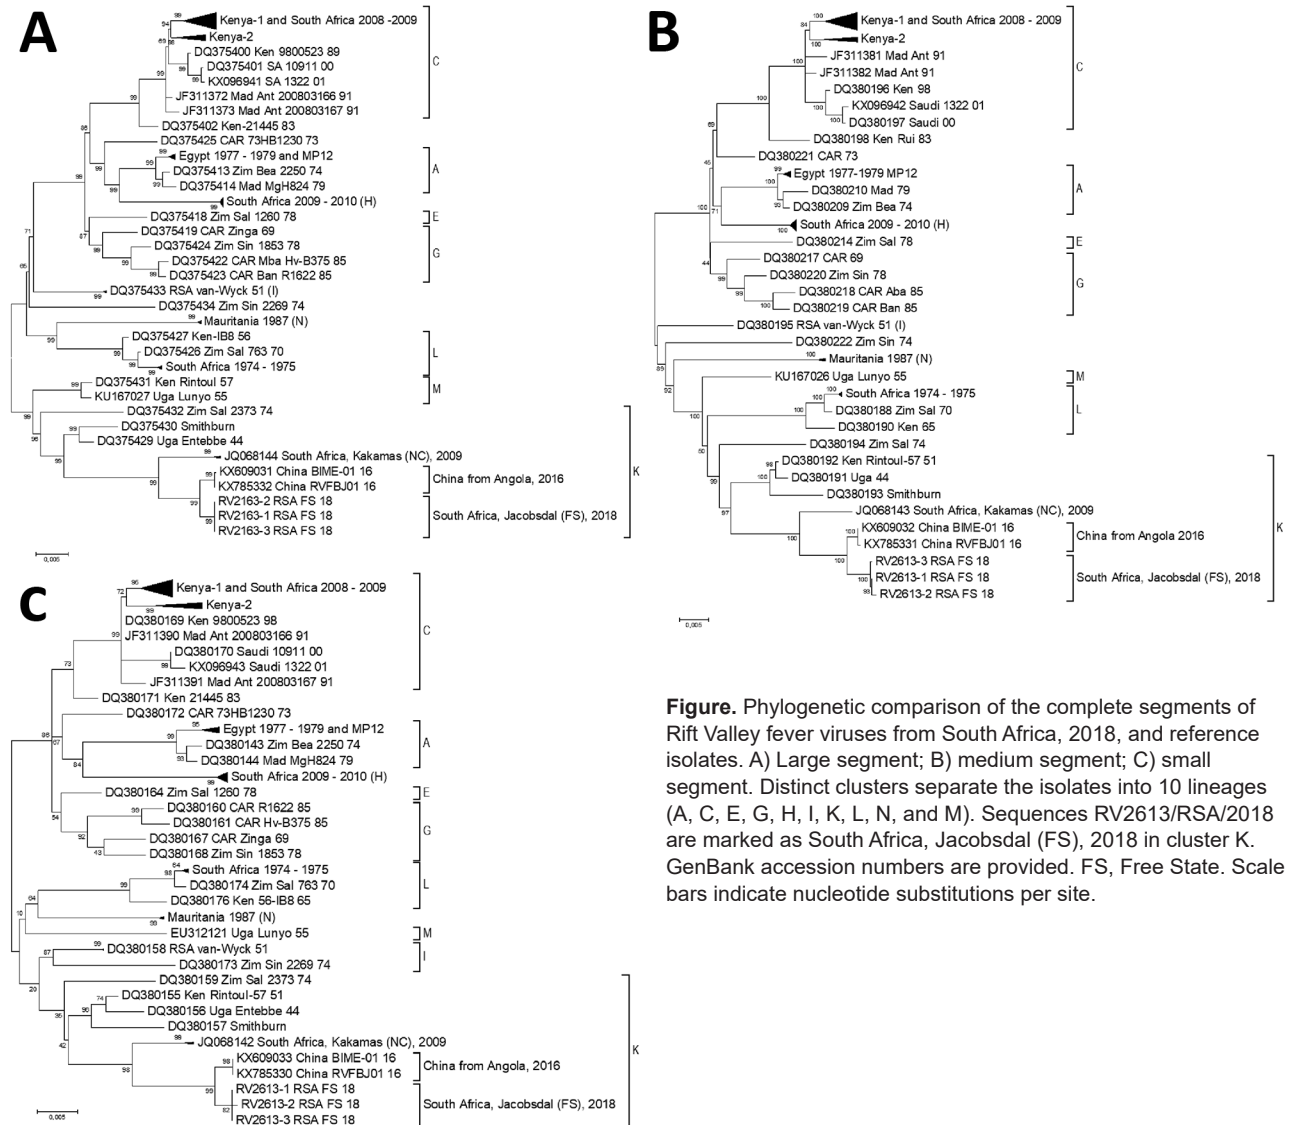 A
Kenya-1 and South Africa 2008 -2009
Kenya-2
DQ375400 Ken 9800523 89
DQ375401 SA 10911 00
KX096941 SA 1322 01
JF311372 Mad Ant 200803166 91
JF311373 Mad Ant 200803167 91
DQ375402 Ken-21445 83
C
DQ375425 CAR 73HB1230 73
Egypt 1977 - 1979 and MP12
DQ375413 Zim Bea 2250 74
DQ375414 Mad MgH824 79
A
South Africa 2009 - 2010 (H)
DQ375418 Zim Sal 1260 78
E
DQ375419 CAR Zinga 69
DQ375424 Zim Sin 1853 78
DQ375422 CAR Mba Hv-B375 85
DQ375423 CAR Ban R1622 85
G
DQ375433 RSA van-Wyck 51 (I)
DQ375434 Zim Sin 2269 74
Mauritania 1987 (N)
DQ375427 Ken-IB8 56
DQ375426 Zim Sal 763 70
South Africa 1974 - 1975
L
DQ375431 Ken Rintoul 57
KU167027 Uga Lunyo 55
M
DQ375432 Zim Sal 2373 74
DQ375430 Smithburn
DQ375429 Uga Entebbe 44
JQ068144 South Africa, Kakamas (NC), 2009
KX609031 China BIME-01 16
KX785332 China RVFBJ01 16
China from Angola, 2016
RV2163-2 RSA FS 18
RV2163-1 RSA FS 18
RV2163-3 RSA FS 18
South Africa, Jacobsdal (FS), 2018
K
0,005
B
Kenya-1 and South Africa 2008 - 2009
Kenya-2
JF311381 Mad Ant 91
JF311382 Mad Ant 91
DQ380196 Ken 98
KX096942 Saudi 1322 01
DQ380197 Saudi 00
C
DQ380198 Ken Rui 83
DQ380221 CAR 73
Egypt 1977-1979 MP12
DQ380210 Mad 79
DQ380209 Zim Bea 74
A
South Africa 2009 - 2010 (H)
DQ380214 Zim Sal 78
E
DQ380217 CAR 69
DQ380220 Zim Sin 78
DQ380218 CAR Aba 85
DQ380219 CAR Ban 85
G
DQ380195 RSA van-Wyck 51 (I)
DQ380222 Zim Sin 74
Mauritania 1987 (N)
KU167026 Uga Lunyo 55
M
South Africa 1974 - 1975
DQ380188 Zim Sal 70
DQ380190 Ken 65
L
DQ380194 Zim Sal 74
DQ380192 Ken Rintoul-57 51
DQ380191 Uga 44
DQ380193 Smithburn
JQ068143 South Africa, Kakamas (NC), 2009
KX609032 China BIME-01 16
KX785331 China RVFBJ01 16
China from Angola 2016
RV2613-3 RSA FS 18
RV2613-1 RSA FS 18
RV2613-2 RSA FS 18
South Africa, Jacobsdal (FS), 2018
K
0,005
C
Kenya-1 and South Africa 2008 - 2009
Kenya-2
DQ380169 Ken 9800523 98
JF311390 Mad Ant 200803166 91
DQ380170 Saudi 10911 00
KX096943 Saudi 1322 01
JF311391 Mad Ant 200803167 91
C
DQ380171 Ken 21445 83
DQ380172 CAR 73HB1230 73
Egypt 1977 - 1979 and MP12
DQ380143 Zim Bea 2250 74
DQ380144 Mad MgH824 79
A
South Africa 2009 - 2010 (H)
DQ380164 Zim Sal 1260 78
E
DQ380160 CAR R1622 85
DQ380161 CAR Hv-B375 85
DQ380167 CAR Zinga 69
DQ380168 Zim Sin 1853 78
G
South Africa 1974 - 1975
DQ380174 Zim Sal 763 70
DQ380176 Ken 56-IB8 65
L
Mauritania 1987 (N)
EU312121 Uga Lunyo 55
M
DQ380158 RSA van-Wyck 51
DQ380173 Zim Sin 2269 74
I
DQ380159 Zim Sal 2373 74
DQ380155 Ken Rintoul-57 51
DQ380156 Uga Entebbe 44
DQ380157 Smithburn
JQ068142 South Africa, Kakamas (NC), 2009
KX609033 China BIME-01 16
KX785330 China RVFBJ01 16
China from Angola, 2016
RV2613-1 RSA FS 18
RV2613-2 RSA FS 18
RV2613-3 RSA FS 18
South Africa, Jacobsdal (FS), 2018
K
0,005
Figure. Phylogenetic comparison of the complete segments of
Rift Valley fever viruses from South Africa, 2018, and reference
isolates. A) Large segment; B) medium segment; C) small
segment. Distinct clusters separate the isolates into 10 lineages
(A, C, E, G, H, I, K, L, N, and M). Sequences RV2613/RSA/2018
are marked as South Africa, Jacobsdal (FS), 2018 in cluster K.
GenBank accession numbers are provided. FS, Free State. Scale
bars indicate nucleotide substitutions per site.